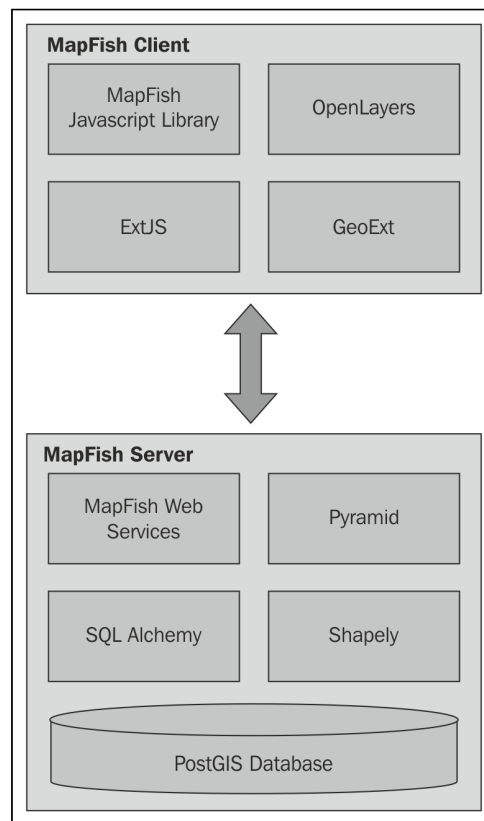 MapFish Client
MapFish
Javascript Library
OpenLayers
ExtJS
GeoExt
MapFish Server
MapFish Web
Services
Pyramid
SQL Alchemy
Shapely
PostGIS Database